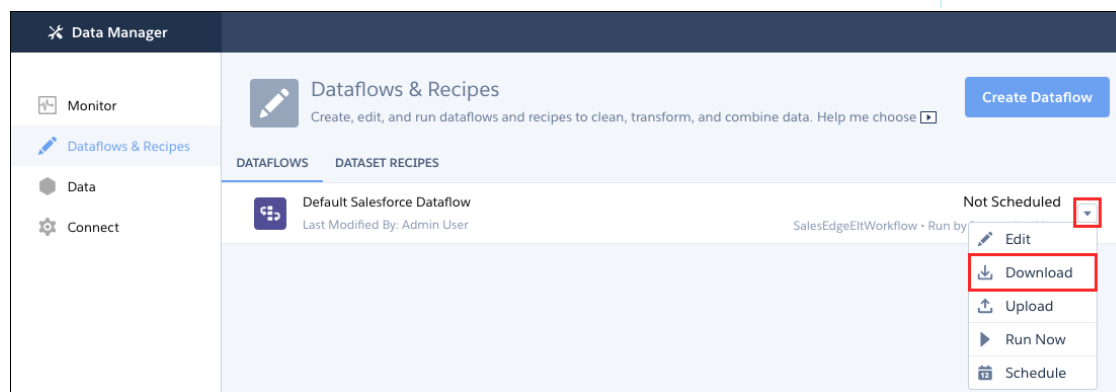 Data Manager
Monitor
Dataflows & Recipes
Data
Connect
Dataflows & Recipes
Create, edit, and run dataflows and recipes to clean, transform, and combine data. Help me choose
Create Dataflow
DATAFLOWS DATASET RECIPES
Default Salesforce Dataflow
Last Modified By: Admin User
Not Scheduled
SalesEdgeEltWorkflow • Run by
Edit
Download
Upload
Run Now
12
Schedule